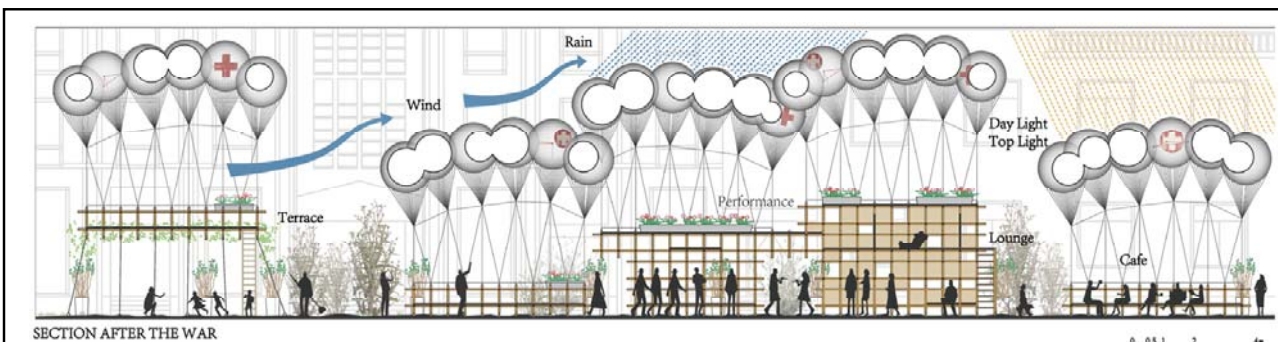 Rain
Wind
Day Light
Top Light
Performance
Terrace
Lounge
Cafe
SECTION AFTER THE WAR